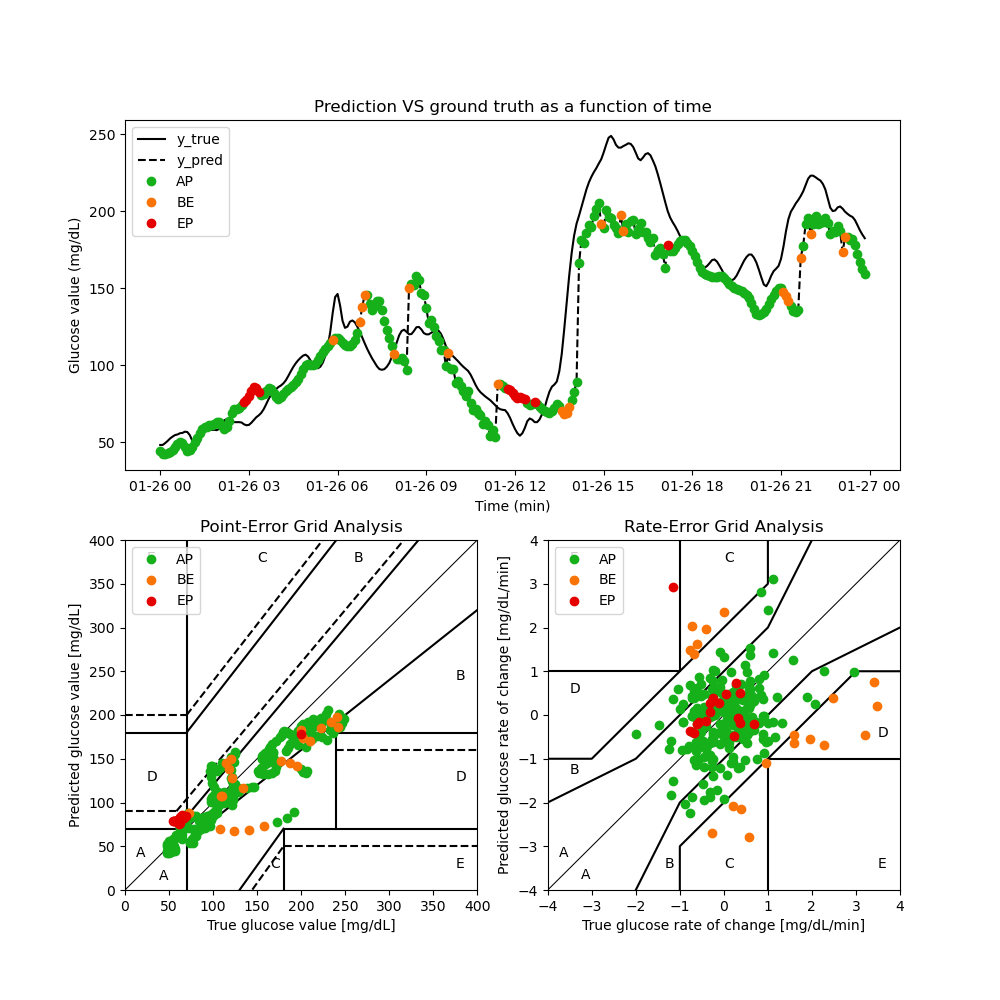 Prediction VS ground truth as a function of time
Glucose value (mg/dL)
250
200
150
100
50
y_true
y_pred
AP
BE
EP
01-26 00 01-26 03 01-26 06 01-26 09 01-26 12 01-26 15 01-26 18 01-26 21 01-27 00
Time (min)
Point-Error Grid Analysis
Predicted glucose value [mg/dL]
400
350
300
250
200
150
100
50
0
AP
BE
EP
C
B
B
D
D
A
A
C
E
0 50 100 150 200 250 300 350 400
True glucose value [mg/dL]
Rate-Error Grid Analysis
Predicted glucose rate of change [mg/dL/min]
4
3
2
1
0
−1
−2
−3
−4
AP
BE
EP
C
D
D
B
A
A
B
C
E
−4 −3 −2 −1 0 1 2 3 4
True glucose rate of change [mg/dL/min]